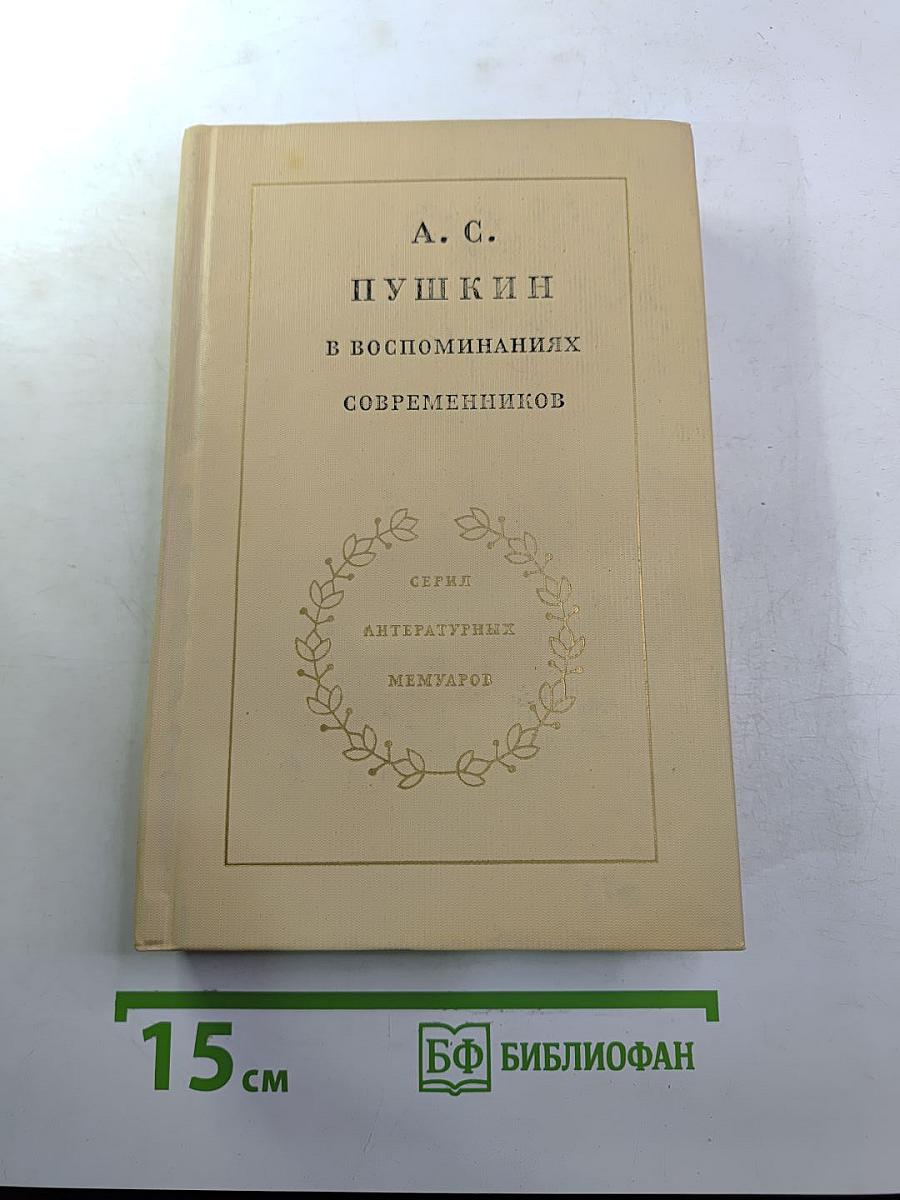 А. С.
ПУШКИН
В ВОСПОМИНАНИЯХ
СОВРЕМЕННИКОВ
СЕРИЯ
ЛИТЕРАТУРНЫХ
МЕМУАРОВ
15 см
БФ БИБЛИОФАН